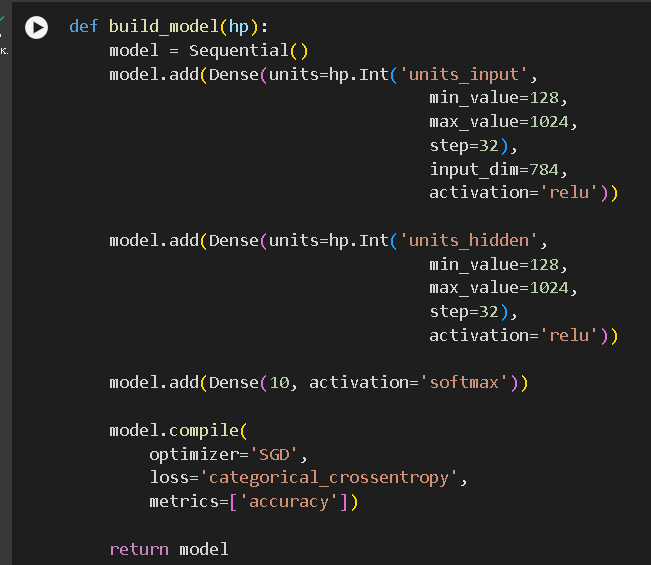 def build_model(hp):
    model = Sequential()
    model.add(Dense(units=hp.Int('units_input',
                                    min_value=128,
                                    max_value=1024,
                                    step=32),
                                    input_dim=784,
                                    activation='relu'))

    model.add(Dense(units=hp.Int('units_hidden',
                                    min_value=128,
                                    max_value=1024,
                                    step=32),
                                    activation='relu'))

    model.add(Dense(10, activation='softmax'))

    model.compile(
        optimizer='SGD',
        loss='categorical_crossentropy',
        metrics=['accuracy'])

    return model